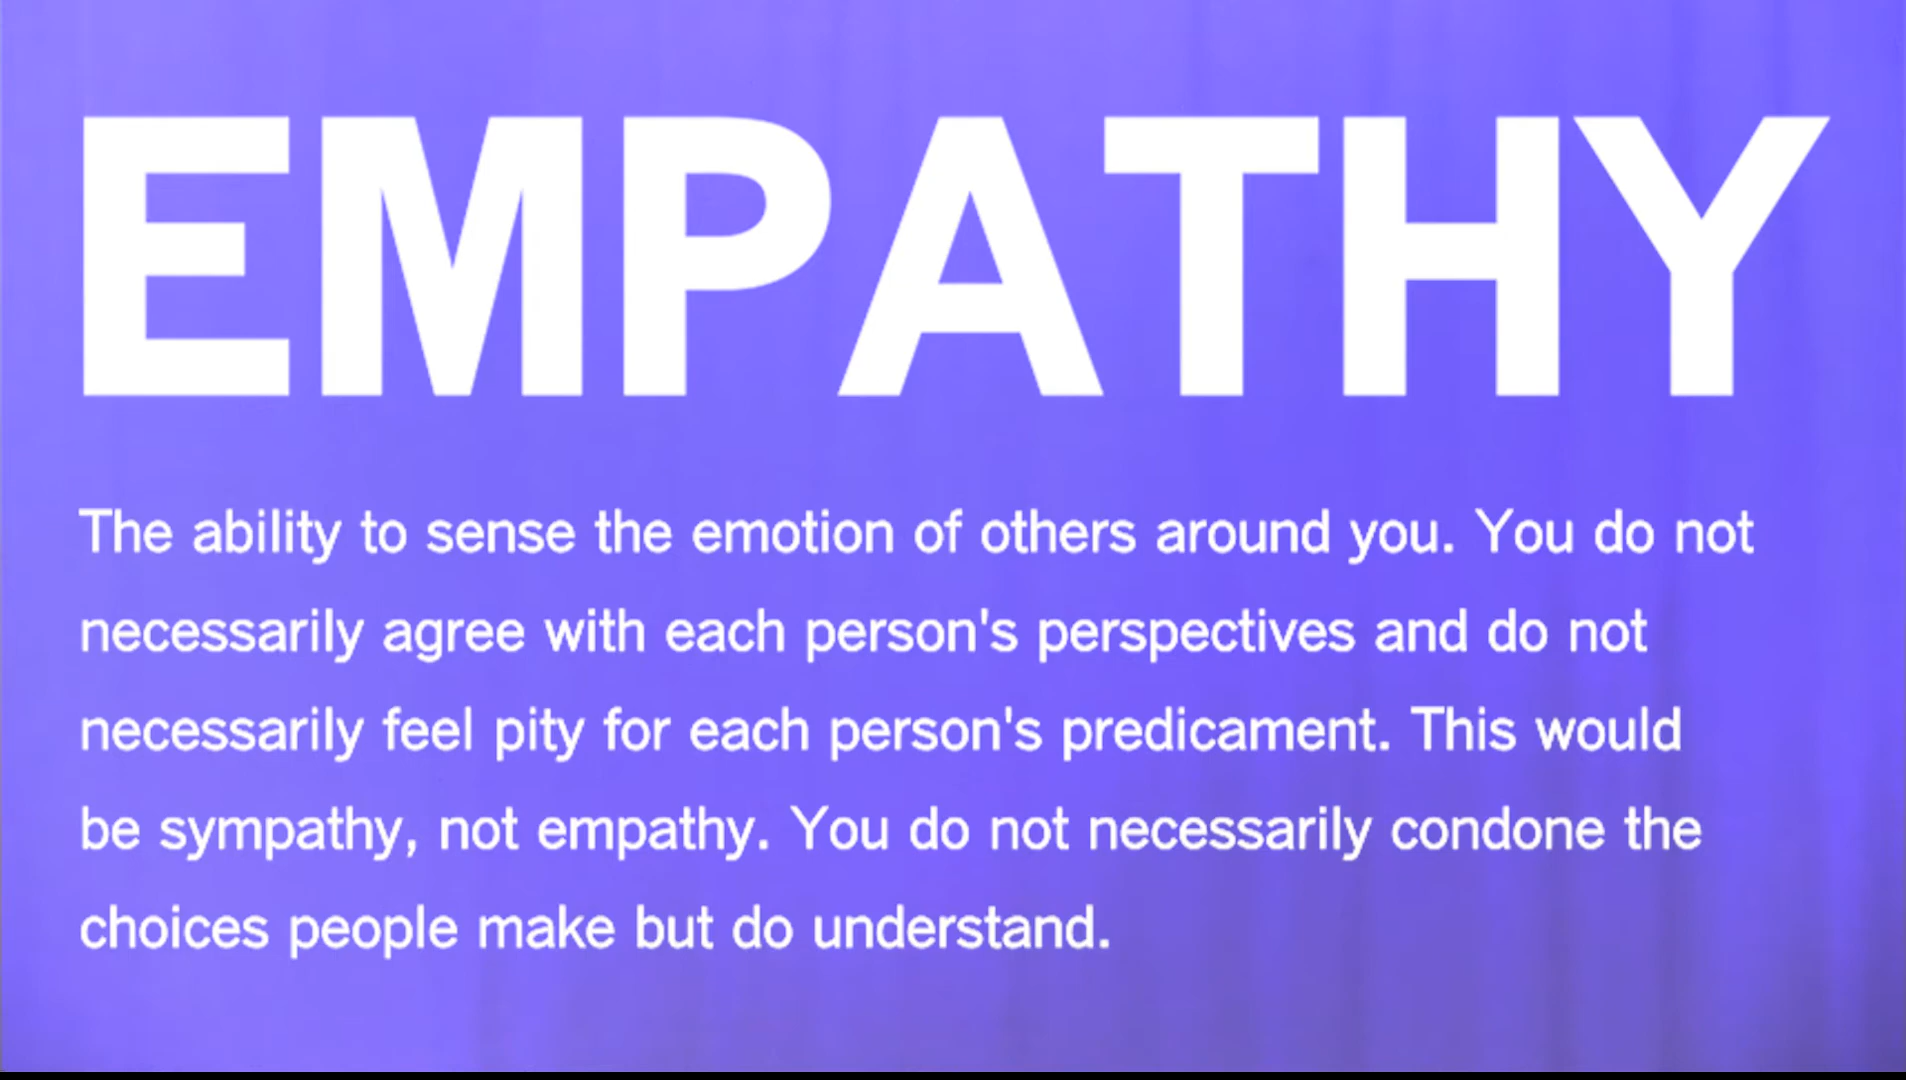 EMPATHY
The ability to sense the emotion of others around you. You do not
necessarily agree with each person's perspectives and do not
necessarily feel pity for each person's predicament. This would
be sympathy, not empathy. You do not necessarily condone the
choices people make but do understand.